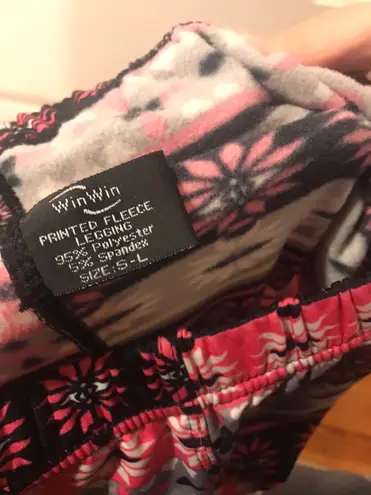 WinWin
PRINTED FLEECE
LEGGING
95% Polyester
5% Spandex
SIZE:S-L